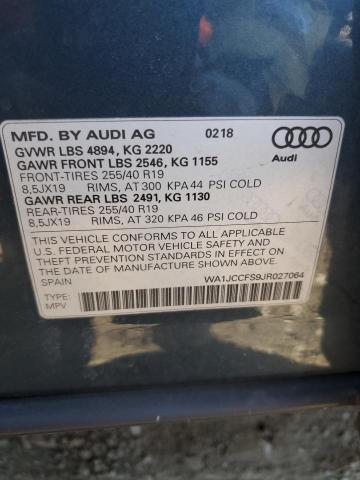 MFD. BY AUDI AG 0218
GVWR LBS 4894, KG 2220
GAWR FRONT LBS 2546, KG 1155
FRONT-TIRES 255/40 R19
8,5JX19 RIMS, AT 300 KPA 44 PSI COLD
GAWR REAR LBS 2491, KG 1130
REAR-TIRES 255/40 R19
8,5JX19 RIMS, AT 320 KPA 46 PSI COLD
Audi
THIS VEHICLE CONFORMS TO ALL APPLICABLE
U.S. FEDERAL MOTOR VEHICLE SAFETY AND
THEFT PREVENTION STANDARDS IN EFFECT ON
THE DATE OF MANUFACTURE SHOWN ABOVE.
SPAIN
WA1JCCFS9JR027064
TYPE:
MPV